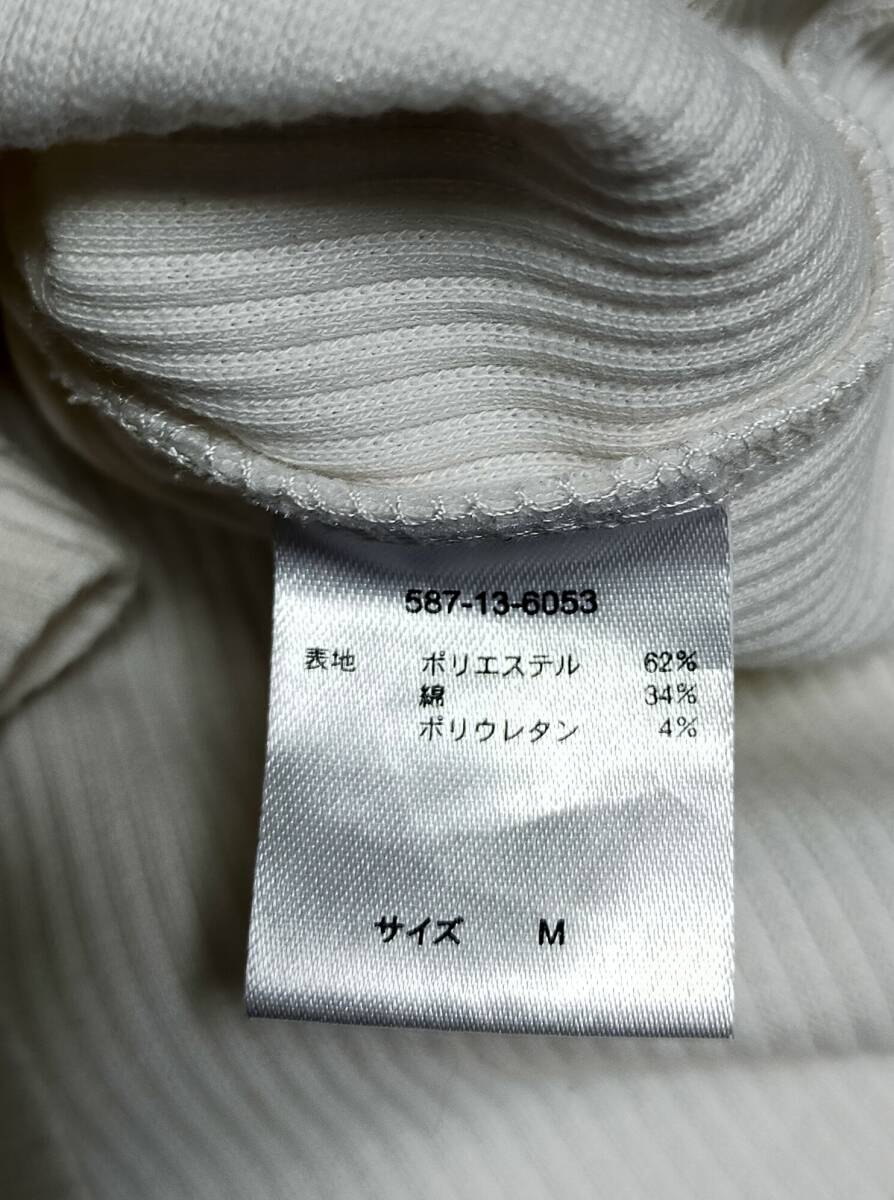 587-13-6053
表地 ポリエステル 62%
綿 34%
ポリウレタン 4%
サイズ M